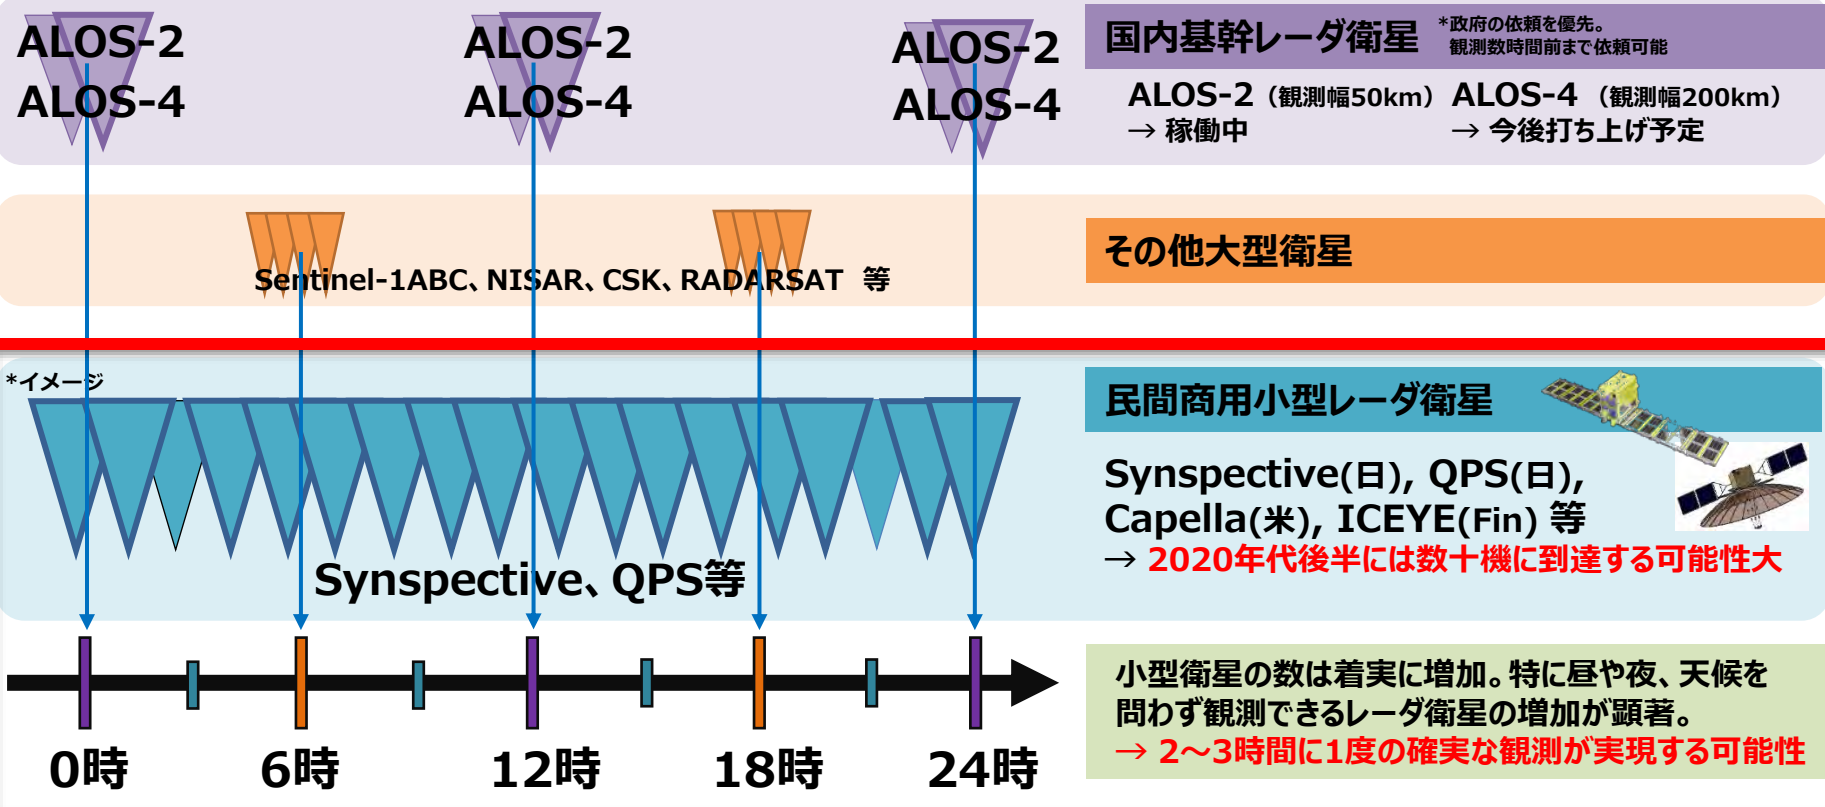 ALOS-2
ALOS-4
ALOS-2
ALOS-4
ALOS-2
ALOS-4
国内基幹レーダ衛星
*政府の依頼を優先。
観測数時間前まで依頼可能
ALOS-2（観測幅50km）
→ 稼働中
ALOS-4 （観測幅200km）
→ 今後打ち上げ予定
Sentinel-1ABC、NISAR、CSK、RADARSAT 等
その他大型衛星
*イメージ
Synspective、QPS等
民間商用小型レーダ衛星
Synspective(日), QPS(日),
Capella(米), ICEYE(Fin) 等
→ 2020年代後半には数十機に到達する可能性大
0時
6時
12時
18時
24時
小型衛星の数は着実に増加。特に昼や夜、天候を
問わず観測できるレーダ衛星の増加が顕著。
→ 2～3時間に1度の確実な観測が実現する可能性